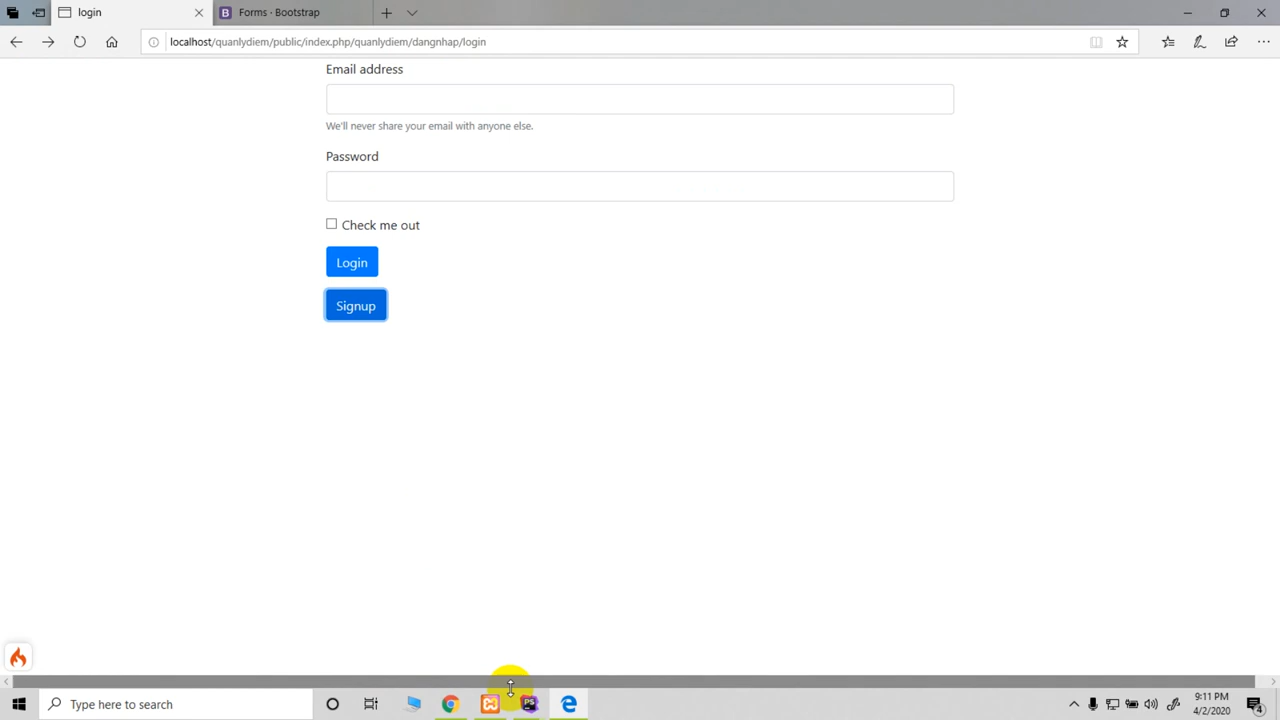 login
B Forms · Bootstrap
localhost/quanlydiem/public/index.php/quanlydiem/dangnhap/login
Email address
We'll never share your email with anyone else.
Password
Check me out
Login
Signup
PS
Type here to search
9:11 PM
4/2/2020
4